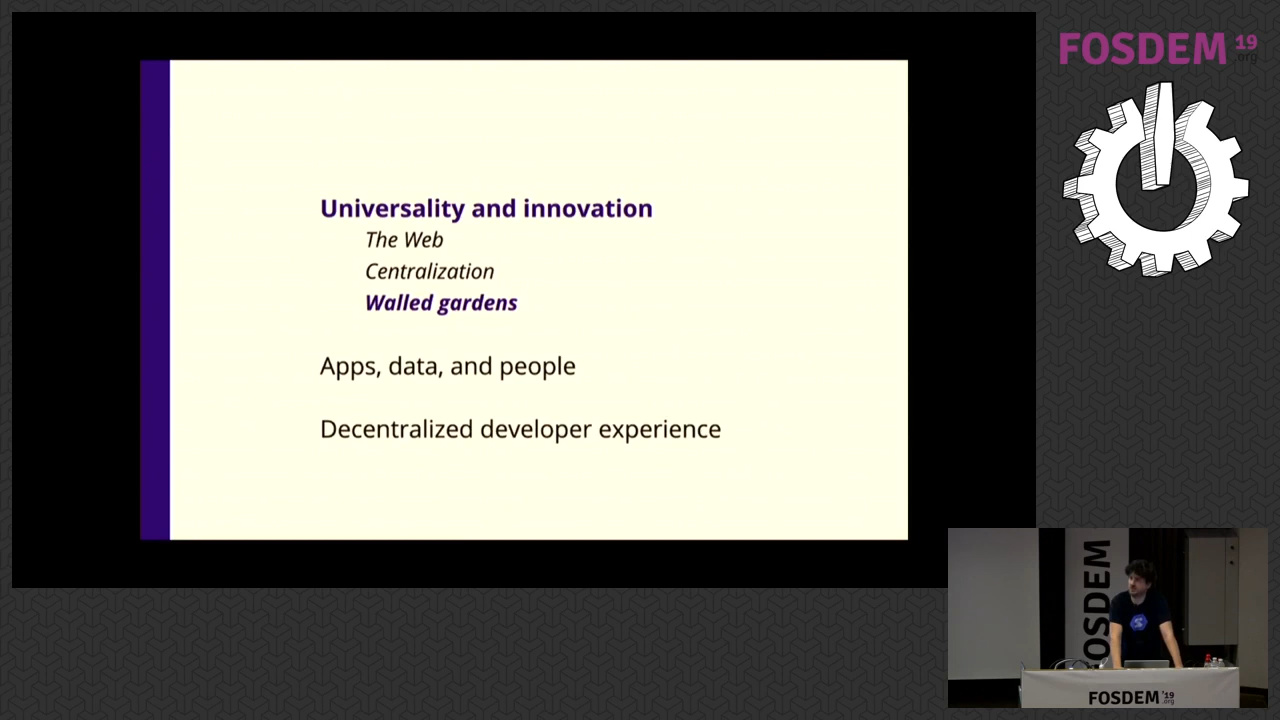 Universality and innovation
The Web
Centralization
Walled gardens
Apps, data, and people
Decentralized developer experience
FOSDEM 19
.org
FOSDEM
FOSDEM '19
.org